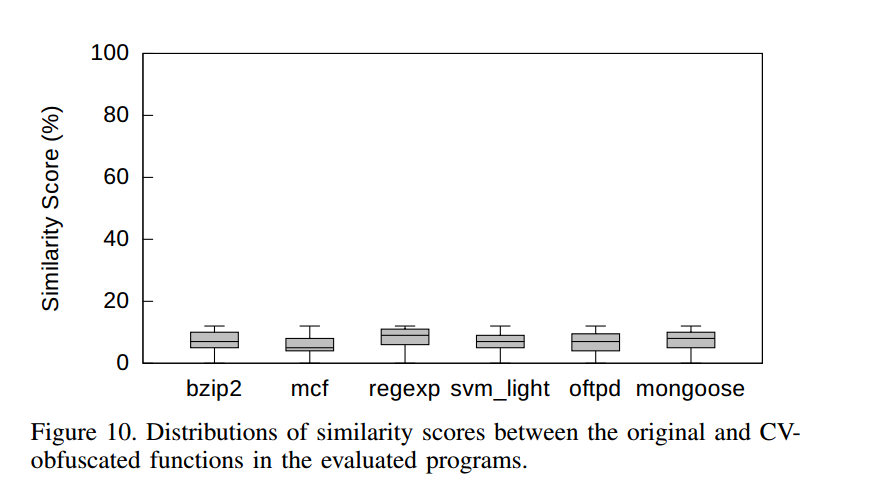 100
80
60
40
20
0
Similarity Score (%)
bzip2 mcf regexp svm_light oftpd mongoose
Figure 10. Distributions of similarity scores between the original and CV-
obfuscated functions in the evaluated programs.